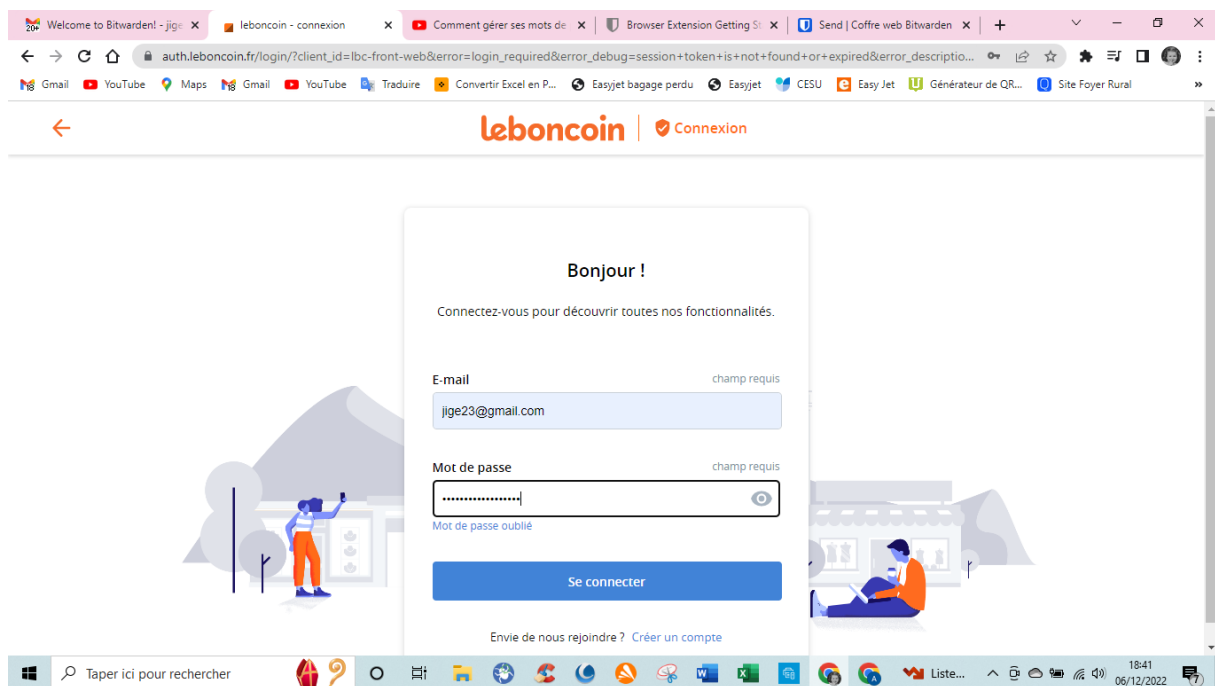 20+ Welcome to Bitwarden! - jige
leboncoin - connexion
Comment gérer ses mots de
Browser Extension Getting St
Send | Coffre web Bitwarden
auth.leboncoin.fr/login/?client_id=lbc-front-web&error=login_required&error_debug=session+token+is+not+found+or+expired&error_descriptio...
Gmail YouTube Maps Gmail YouTube Traduire Convertir Excel en P... Easyjet bagage perdu Easyjet CESU Easy Jet Générateur de QR... Site Foyer Rural »
leboncoin Connexion
Bonjour !
Connectez-vous pour découvrir toutes nos fonctionnalités.
E-mail champ requis
jige23@gmail.com
Mot de passe champ requis
••••••••••••••••••
Mot de passe oublié
Se connecter
Envie de nous rejoindre ? Créer un compte
Taper ici pour rechercher
Liste...
18:41
06/12/2022
7